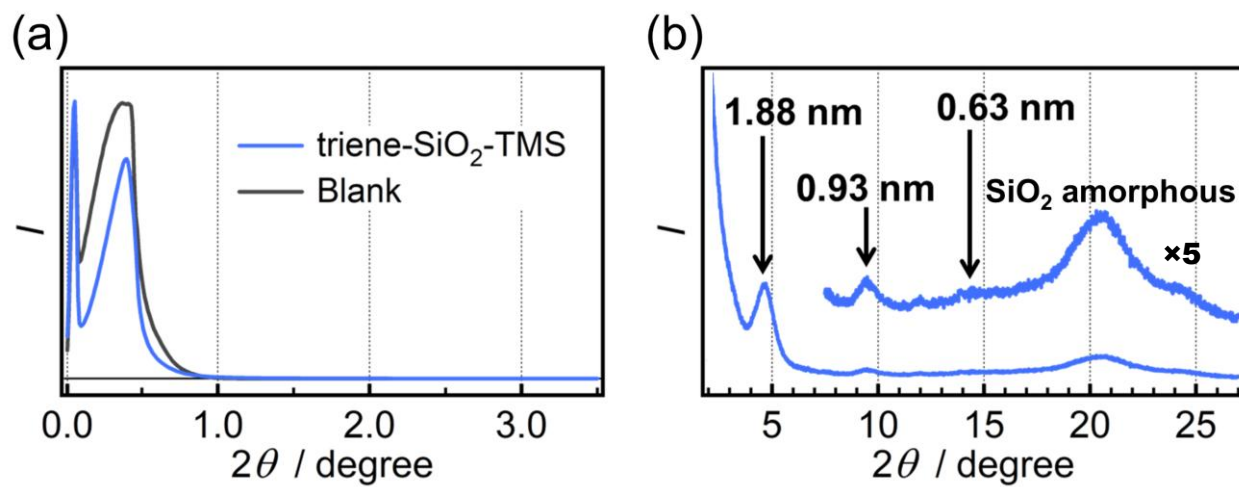 (a)
I
triene-SiO2-TMS
Blank
0.0 1.0 2.0 3.0
2θ / degree
(b)
I
1.88 nm
0.93 nm
0.63 nm
SiO2 amorphous
×5
5 10 15 20 25
2θ / degree